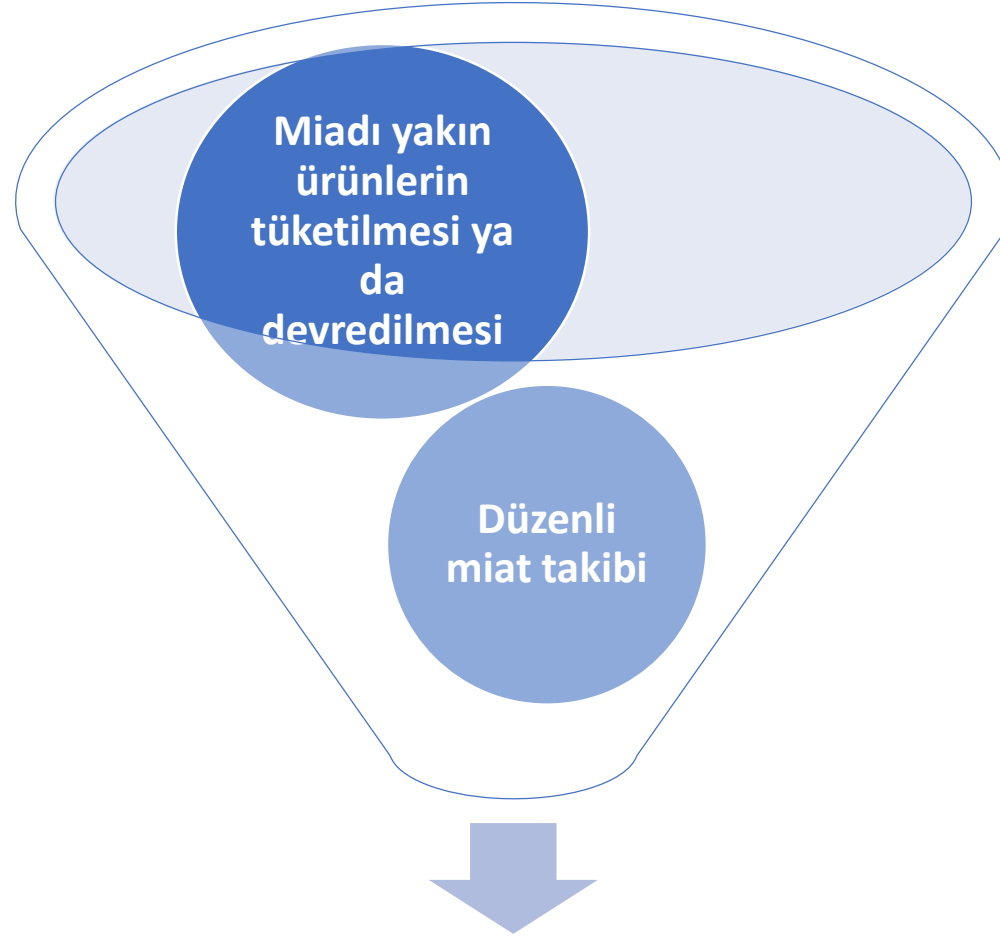 Miadı yakın
ürünlerin
tüketilmesi ya
da
devredilmesi
Düzenli
miat takibi